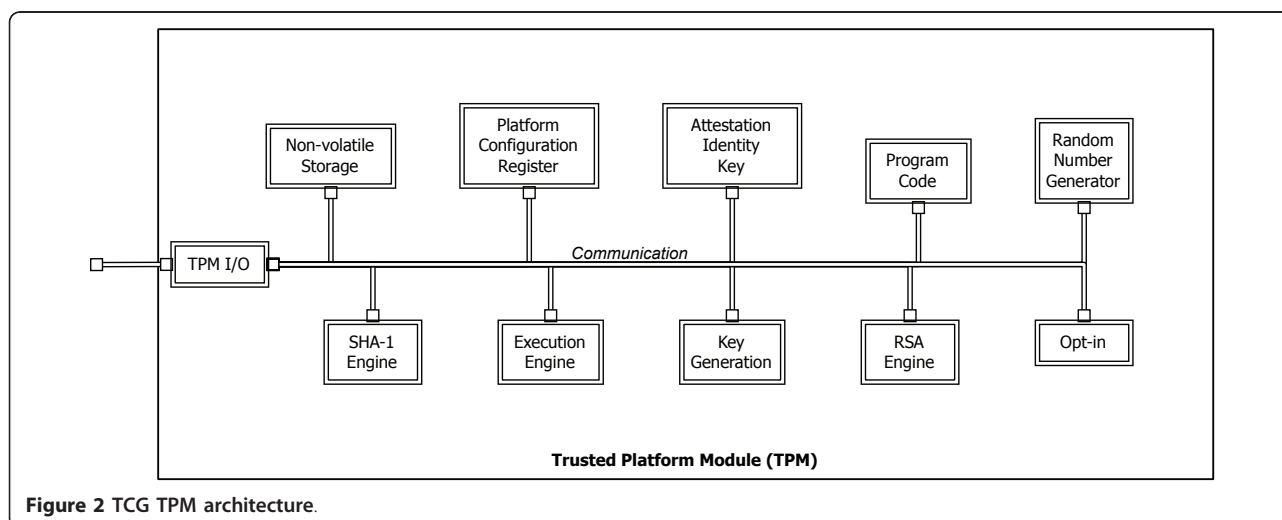 Non-volatile
Storage
Platform
Configuration
Register
Attestation
Identity
Key
Program
Code
Random
Number
Generator
TPM I/O
Communication
SHA-1
Engine
Execution
Engine
Key
Generation
RSA
Engine
Opt-in
Trusted Platform Module (TPM)
Figure 2 TCG TPM architecture.